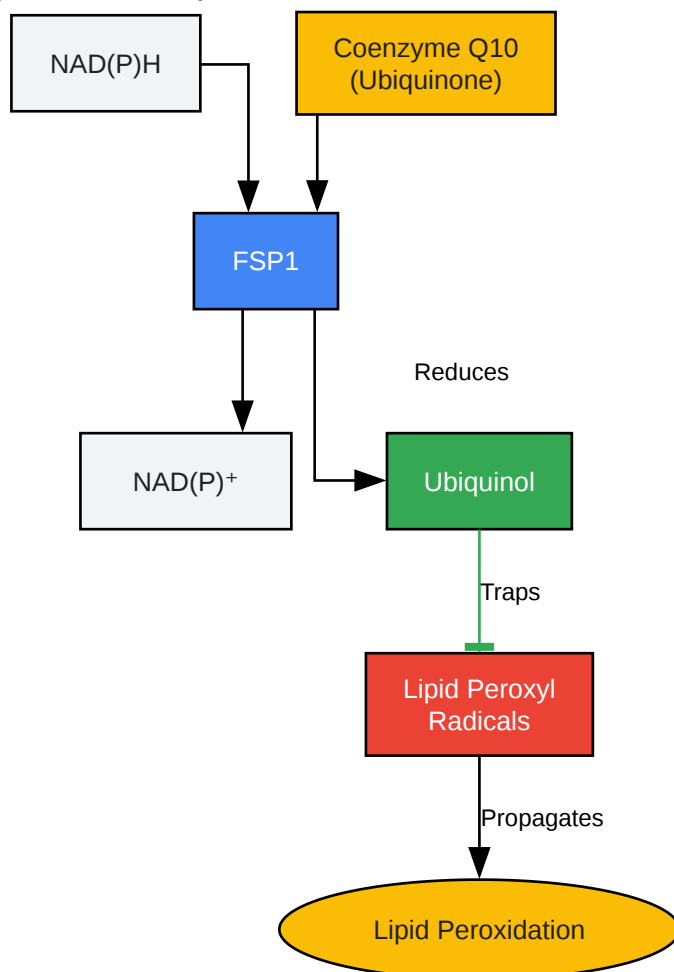 NAD(P)H
Coenzyme Q10
(Ubiquinone)
FSP1
Reduces
NAD(P)⁺
Ubiquinol
Traps
Lipid Peroxyl
Radicals
Propagates
Lipid Peroxidation